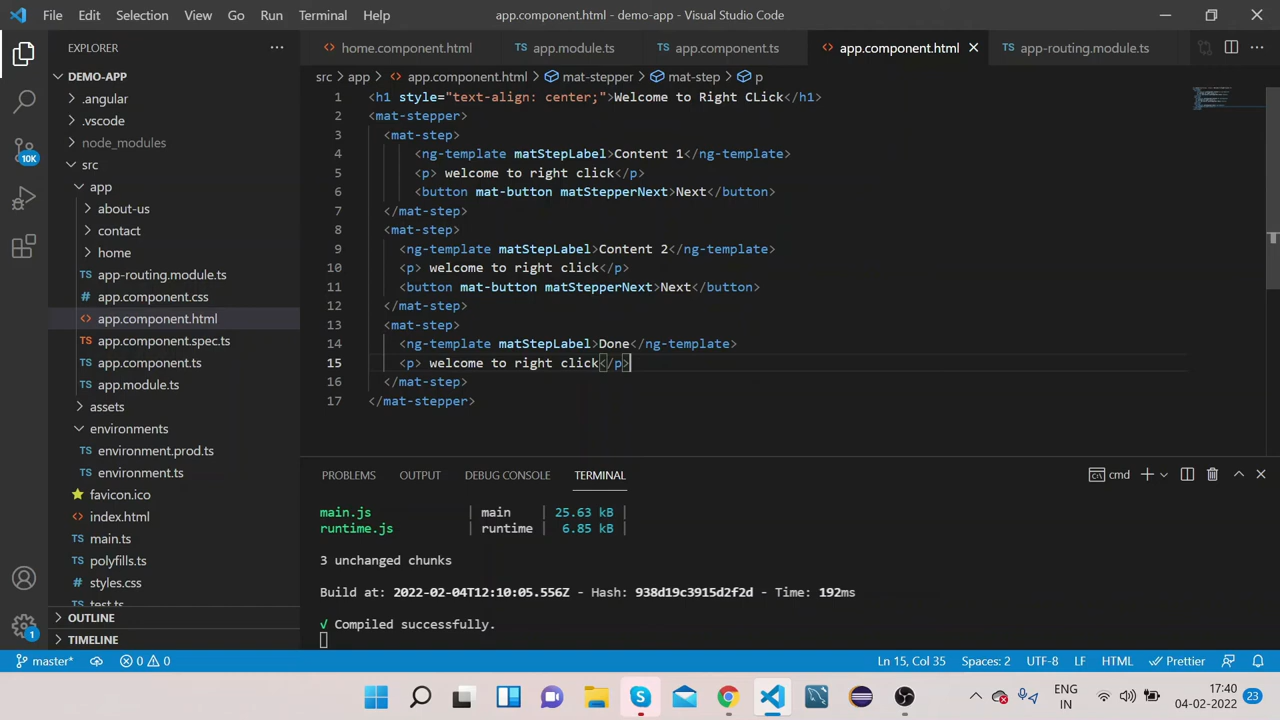 File Edit Selection View Go Run Terminal Help app.component.html - demo-app - Visual Studio Code
EXPLORER
home.component.html TS app.module.ts TS app.component.ts app.component.html TS app-routing.module.ts
DEMO-APP
src > app > app.component.html > mat-stepper > mat-step > p
.angular
.vscode
node_modules
src
app
about-us
contact
home
TS app-routing.module.ts
# app.component.css
<> app.component.html
TS app.component.spec.ts
TS app.component.ts
TS app.module.ts
assets
environments
TS environment.prod.ts
TS environment.ts
favicon.ico
<> index.html
TS main.ts
TS polyfills.ts
# styles.css
TS test.ts
OUTLINE
TIMELINE
10K
1
1 <h1 style="text-align: center;">Welcome to Right CLick</h1>
2 <mat-stepper>
3 <mat-step>
4 <ng-template matStepLabel>Content 1</ng-template>
5 <p> welcome to right click</p>
6 <button mat-button matStepperNext>Next</button>
7 </mat-step>
8 <mat-step>
9 <ng-template matStepLabel>Content 2</ng-template>
10 <p> welcome to right click</p>
11 <button mat-button matStepperNext>Next</button>
12 </mat-step>
13 <mat-step>
14 <ng-template matStepLabel>Done</ng-template>
15 <p> welcome to right click</p>
16 </mat-step>
17 </mat-stepper>
PROBLEMS OUTPUT DEBUG CONSOLE TERMINAL cmd
main.js | main | 25.63 kB |
runtime.js | runtime | 6.85 kB |
3 unchanged chunks
Build at: 2022-02-04T12:10:05.556Z - Hash: 938d19c3915d2f2d - Time: 192ms
√ Compiled successfully.
master* 0 0 Ln 15, Col 35 Spaces: 2 UTF-8 LF HTML Prettier
ENG
IN
17:40
04-02-2022
23